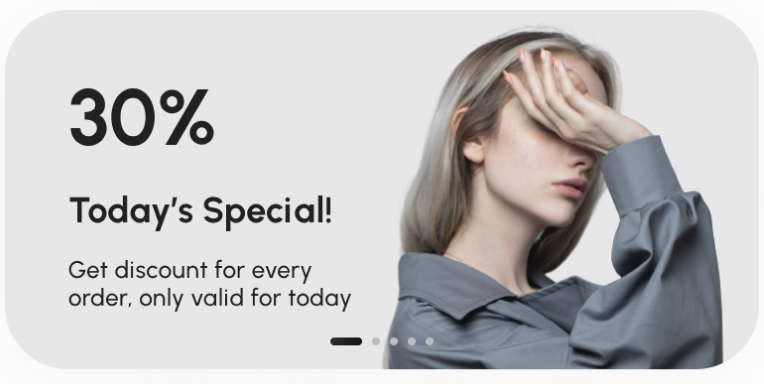 30%
Today's Special!
Get discount for every
order, only valid for today